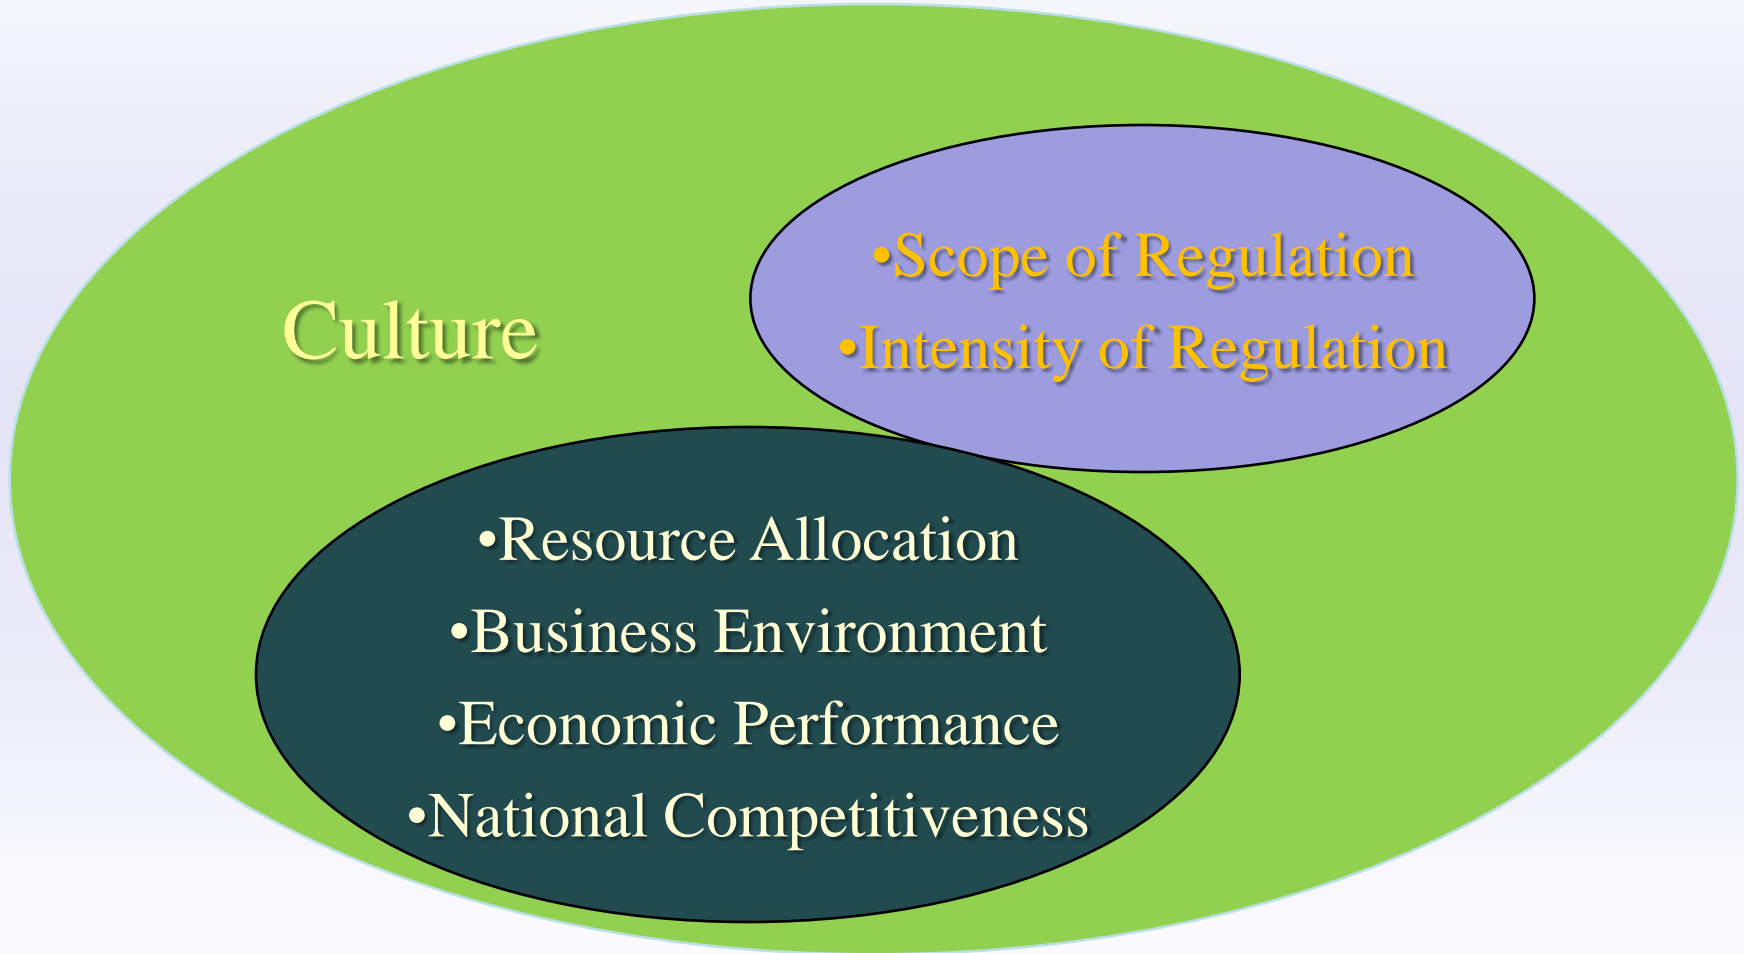 Culture
•Scope of Regulation
•Intensity of Regulation
•Resource Allocation
•Business Environment
•Economic Performance
•National Competitiveness